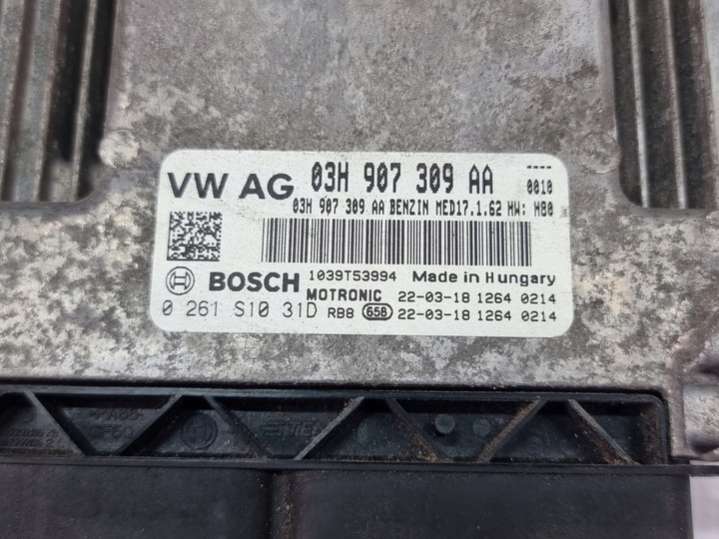 VW AG 03H 907 309 AA ---- 0010
03H 907 309 AA BENZIN MED17.1.62 HW: H80
BOSCH 1039T53994 Made in Hungary
MOTRONIC 22-03-18 1264 0214
0 261 S10 31D RB8 658 22-03-18 1264 0214